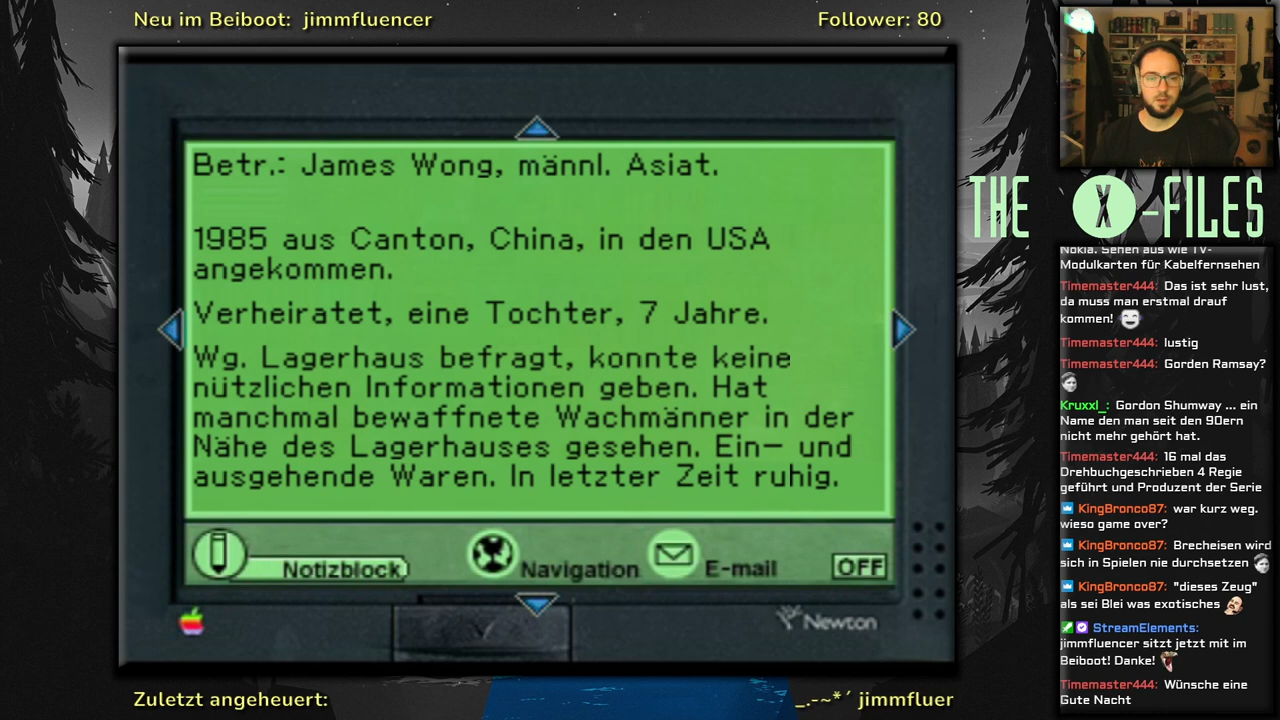 Neu im Beiboot: jimmfluencer
Follower: 80
Betr.: James Wong, männl. Asiat.
1985 aus Canton, China, in den USA
angekommen.
Verheiratet, eine Tochter, 7 Jahre.
Wg. Lagerhaus befragt, konnte keine
nützlichen Informationen geben. Hat
manchmal bewaffnete Wachmänner in der
Nähe des Lagerhauses gesehen. Ein- und
ausgehende Waren. In letzter Zeit ruhig.
Notizblock
Navigation
E-mail
OFF
Newton
Zuletzt angeheuert:
_.-~*´ jimmfluer
THE X-FILES
Nokia. Sehen aus wie TV-
Modulkarten für Kabelfernsehen
Timemaster444: Das ist sehr lust,
da muss man erstmal drauf
kommen!
Timemaster444: lustig
Timemaster444: Gorden Ramsay?
Kruxxl_: Gordon Shumway ... ein
Name den man seit den 90ern
nicht mehr gehört hat.
Timemaster444: 16 mal das
Drehbuchgeschrieben 4 Regie
geführt und Produzent der Serie
KingBronco87: war kurz weg.
wieso game over?
KingBronco87: Brecheisen wird
sich in Spielen nie durchsetzen
KingBronco87: "dieses Zeug"
als sei Blei was exotisches
StreamElements:
jimmfluencer sitzt jetzt mit im
Beiboot! Danke!
Timemaster444: Wünsche eine
Gute Nacht